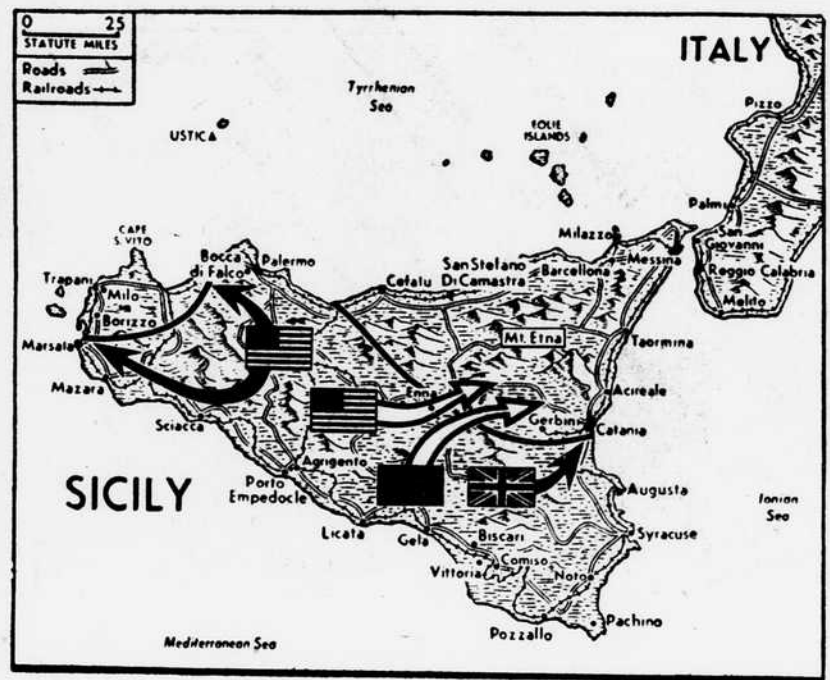 0 25
STATUTE MILES
Roads
Railroads
ITALY
Tyrrhenian
Sea
USTICA
EOLIE
ISLANDS
Pizzo
Palmi
CAPE
S. VITO
San
Giovanni
Milazzo
Messina
Bocca
di Falco
Palermo
Trapani
Cefalu
San Stefano
Di Camastra
Barcellona
Reggio Calabria
Milo
Melito
Borizzo
Marsala
Mt. Etna
Taormina
Mazara
Enna
Acireale
Sciacca
Gerbini
Catania
Agrigento
SICILY
Porto
Empedocle
Augusta
Ionian
Sea
Licata
Gela
Biscari
Syracuse
Vittoria
Comiso
Noto
Pozzallo
Pachino
Mediterranean Sea